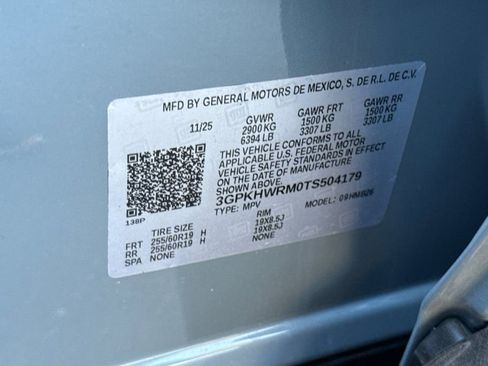 MFD BY GENERAL MOTORS DE MEXICO, S. DE R.L. DE C.V.
11/25 GVWR GAWR FRT GAWR RR
2900 KG 1500 KG 1500 KG
6394 LB 3307 LB 3307 LB
THIS VEHICLE CONFORMS TO ALL
APPLICABLE U.S. FEDERAL MOTOR
VEHICLE SAFETY STANDARDS IN EFFECT
ON THE DATE OF MANUFACTURE
SHOWN ABOVE.
3GPKHWRM0TS504179
138P TYPE: MPV MODEL: 09HMB26
TIRE SIZE RIM
FRT 255/60R19 H 19X8.5J
RR 255/60R19 H 19X8.5J
SPA NONE NONE